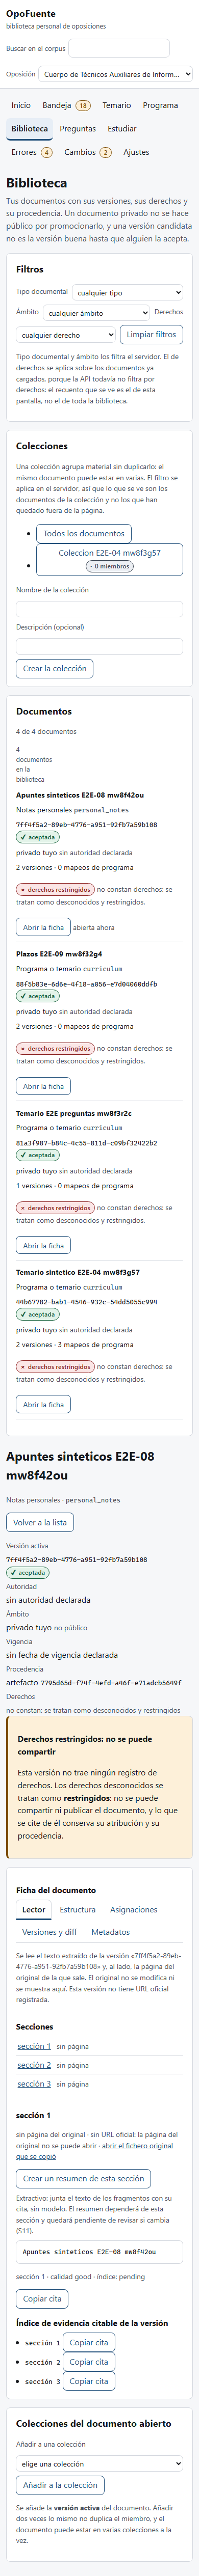 OpoFuente
biblioteca personal de oposiciones
Buscar en el corpus
Oposición Cuerpo de Técnicos Auxiliares de Inform...
Inicio Bandeja 18 Temario Programa
Biblioteca Preguntas Estudiar
Errores 4 Cambios 2 Ajustes
Biblioteca
Tus documentos con sus versiones, sus derechos y
su procedencia. Un documento privado no se hace
público por promocionarlo, y una versión candidata
no es la versión buena hasta que alguien la acepta.
Filtros
Tipo documental cualquier tipo
Ámbito cualquier ámbito Derechos
cualquier derecho Limpiar filtros
Tipo documental y ámbito los filtra el servidor. El de
derechos se aplica sobre los documentos ya
cargados, porque la API todavía no filtra por
derechos: el recuento que se ve es el de esta
pantalla, no el de toda la biblioteca.
Colecciones
Una colección agrupa material sin duplicarlo: el
mismo documento puede estar en varias. El filtro se
aplica en el servidor, así que lo que se ve son los
documentos de la colección y no los que han
quedado fuera de la página.
• Todos los documentos
• Coleccion E2E-04 mw8f3g57
· 0 miembros
Nombre de la colección
Descripción (opcional)
Crear la colección
Documentos
4 de 4 documentos
4
documentos
en la
biblioteca
Apuntes sinteticos E2E-08 mw8f42ou
Notas personales personal_notes
7ff4f5a2-89eb-4776-a951-92fb7a59b108
✓ aceptada
privado tuyo sin autoridad declarada
2 versiones · 0 mapeos de programa
× derechos restringidos no constan derechos: se
tratan como desconocidos y restringidos.
Abrir la ficha abierta ahora
Plazos E2E-09 mw8f32g4
Programa o temario curriculum
88f5b83e-6d6e-4f18-a056-e7d04060ddfb
✓ aceptada
privado tuyo sin autoridad declarada
2 versiones · 0 mapeos de programa
× derechos restringidos no constan derechos: se
tratan como desconocidos y restringidos.
Abrir la ficha
Temario E2E preguntas mw8f3r2c
Programa o temario curriculum
81a3f987-b84c-4c55-811d-c09bf32422b2
✓ aceptada
privado tuyo sin autoridad declarada
1 versiones · 0 mapeos de programa
× derechos restringidos no constan derechos: se
tratan como desconocidos y restringidos.
Abrir la ficha
Temario sintetico E2E-04 mw8f3g57
Programa o temario curriculum
44b67782-bab1-4546-932c-54dd5055c994
✓ aceptada
privado tuyo sin autoridad declarada
2 versiones · 3 mapeos de programa
× derechos restringidos no constan derechos: se
tratan como desconocidos y restringidos.
Abrir la ficha
Apuntes sinteticos E2E-08
mw8f42ou
Notas personales · personal_notes
Volver a la lista
Versión activa
7ff4f5a2-89eb-4776-a951-92fb7a59b108
✓ aceptada
Autoridad
sin autoridad declarada
Ámbito
privado tuyo no público
Vigencia
sin fecha de vigencia declarada
Procedencia
artefacto 7795d65d-f74f-4efd-a46f-e71adcb5649f
Derechos
no constan: se tratan como desconocidos y restringidos
Derechos restringidos: no se puede
compartir
Esta versión no trae ningún registro de
derechos. Los derechos desconocidos se
tratan como restringidos: no se puede
compartir ni publicar el documento, y lo que
se cite de él conserva su atribución y su
procedencia.
Ficha del documento
Lector Estructura Asignaciones
Versiones y diff Metadatos
Se lee el texto extraído de la versión «7ff4f5a2-89eb-
4776-a951-92fb7a59b108» y, al lado, la página del
original de la que sale. El original no se modifica ni
se muestra aquí. Esta versión no tiene URL oficial
registrada.
Secciones
sección 1 sin página
sección 2 sin página
sección 3 sin página
sección 1
sin página del original · sin URL oficial: la página del
original no se puede abrir · abrir el fichero original
que se copió
Crear un resumen de esta sección
Extractivo: junta el texto de los fragmentos con su
cita, sin modelo. El resumen dependerá de esta
sección y quedará pendiente de revisar si cambia
(S11).
Apuntes sinteticos E2E-08 mw8f42ou
sección 1 · calidad good · índice: pending
Copiar cita
Índice de evidencia citable de la versión
• sección 1 Copiar cita
• sección 2 Copiar cita
• sección 3 Copiar cita
Colecciones del documento abierto
Añadir a una colección
elige una colección
Añadir a la colección
Se añade la versión activa del documento. Añadir
dos veces lo mismo no duplica el miembro, y el
documento puede estar en varias colecciones a la
vez.